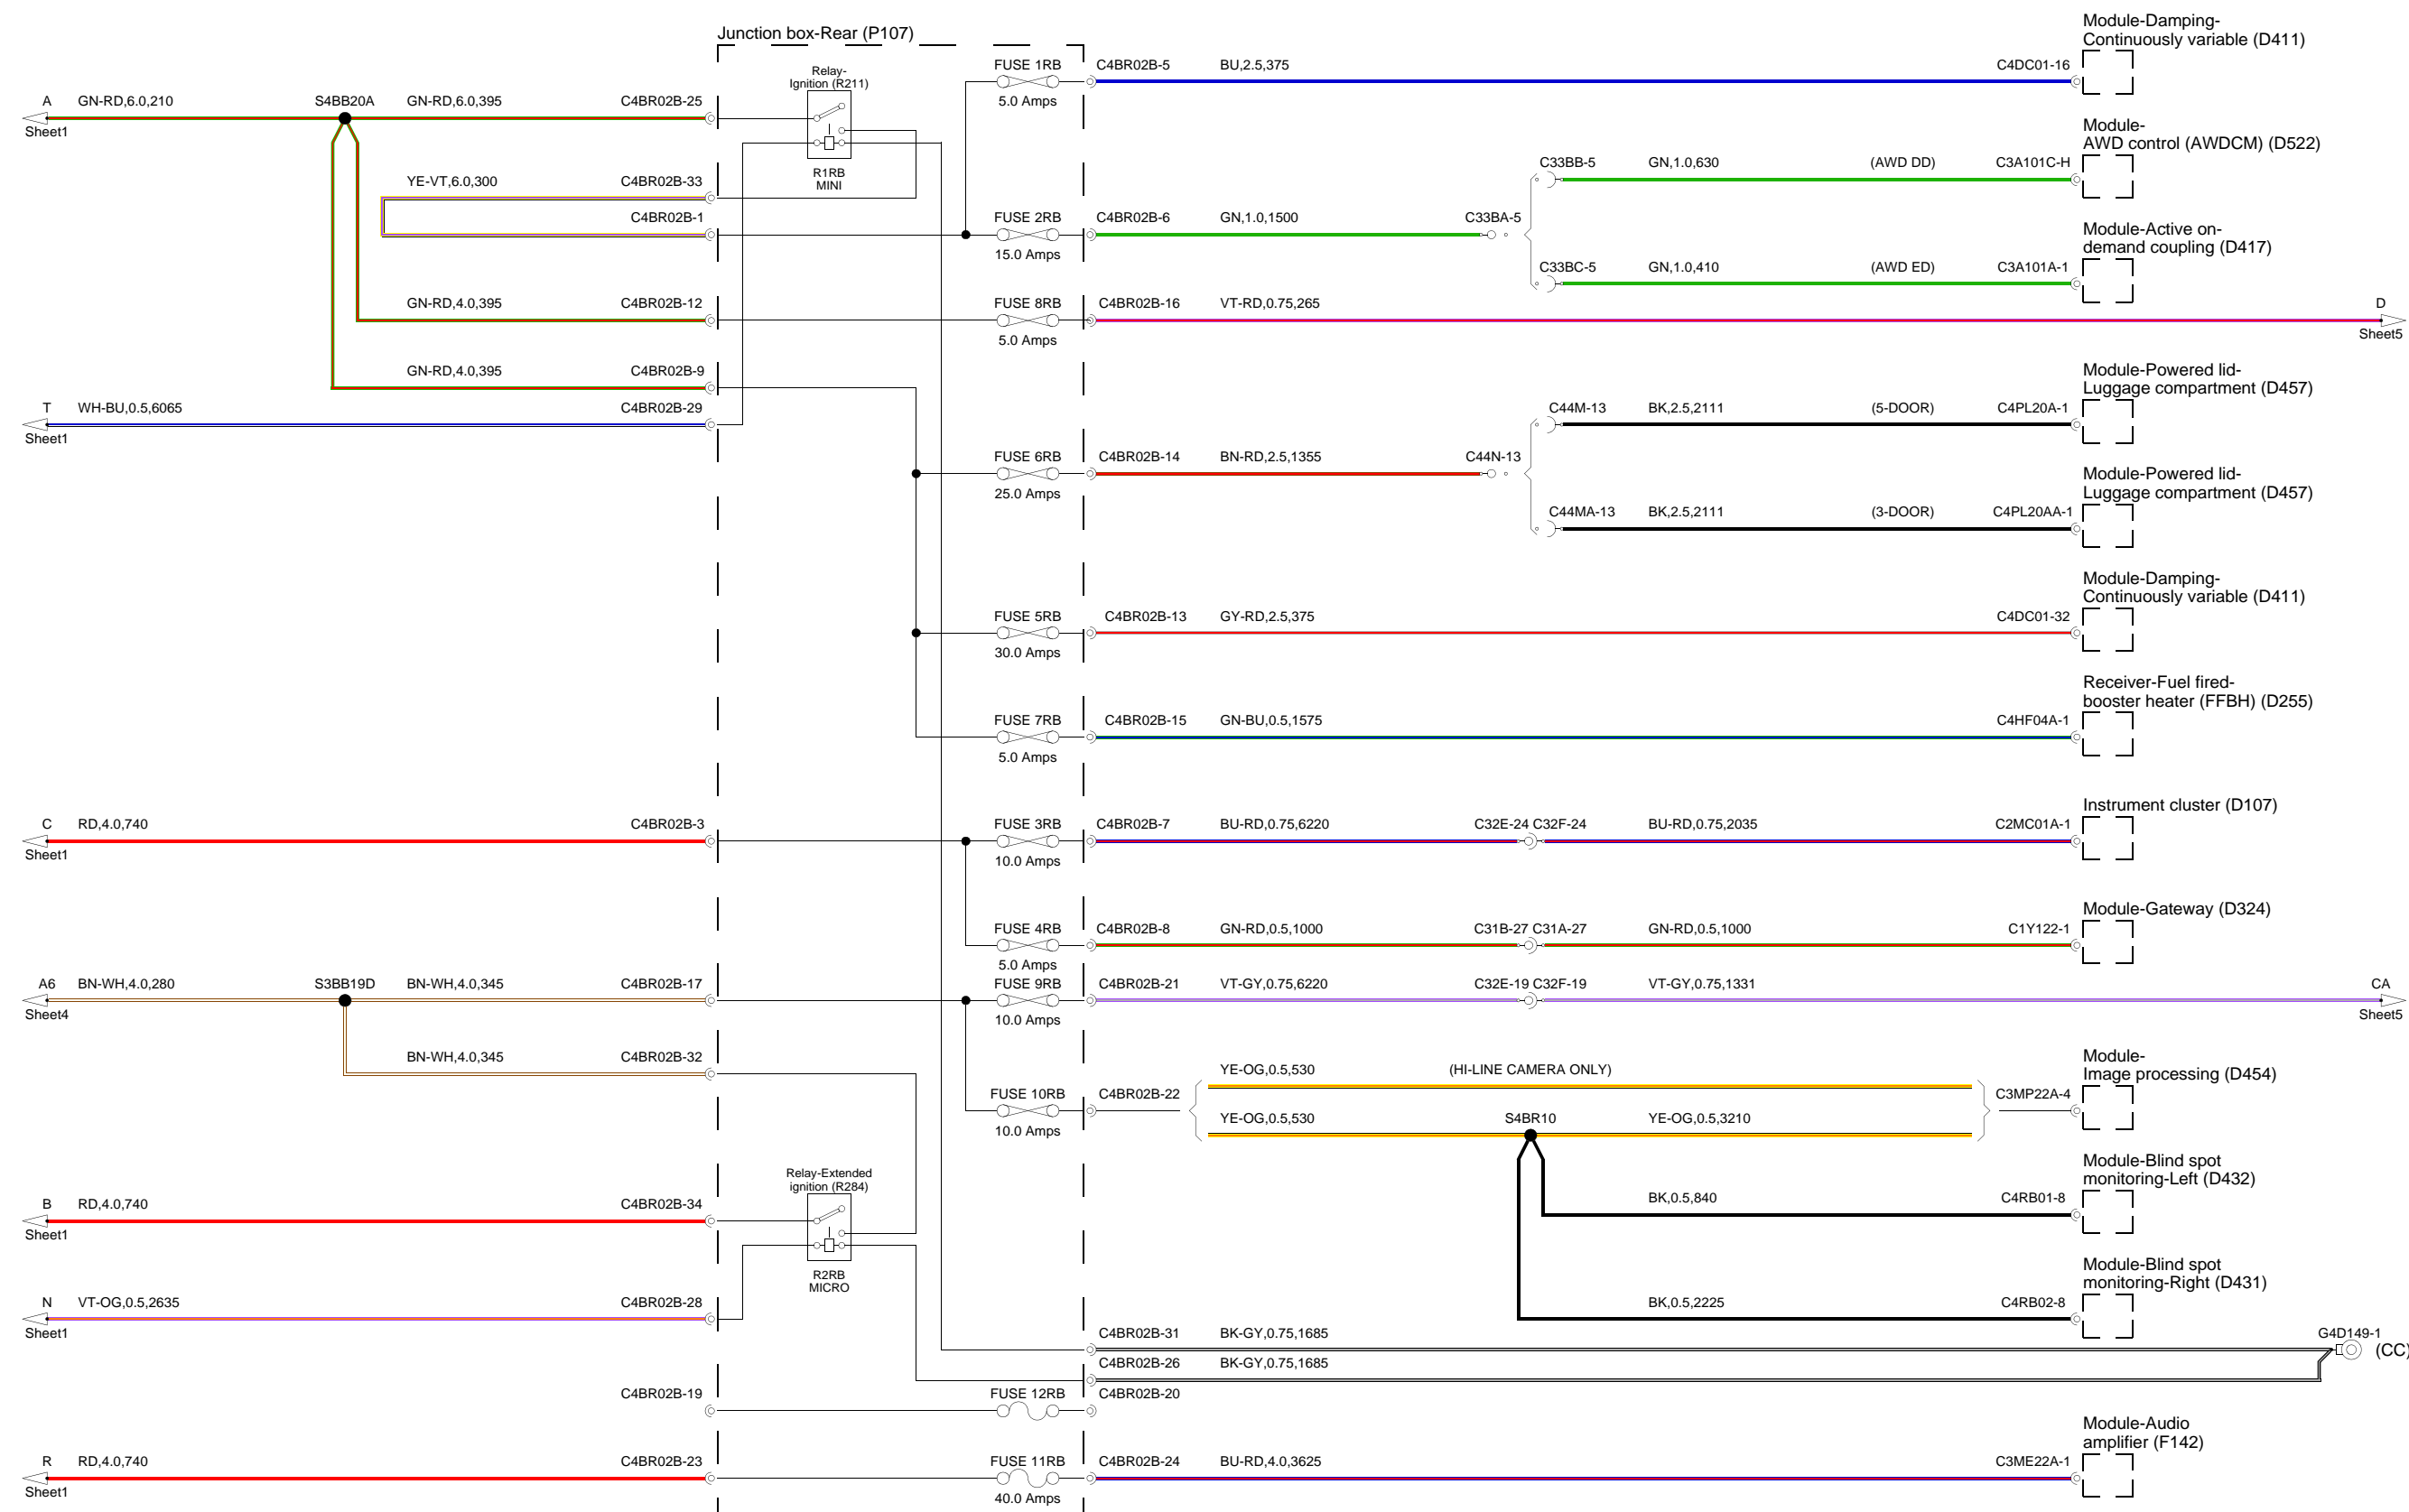 Module-Damping-
Continuously variable (D411)
Junction box-Rear (P107)
FUSE 1RB C4BR02B-5 BU,2.5,375 C4DC01-16
5.0 Amps
Relay-
Ignition (R211)
A GN-RD,6.0,210 S4BB20A GN-RD,6.0,395 C4BR02B-25
Sheet1
Module-
AWD control (AWDCM) (D522)
C33BB-5 GN,1.0,630 (AWD DD) C3A101C-H
R1RB
MINI
YE-VT,6.0,300 C4BR02B-33
C4BR02B-1 FUSE 2RB C4BR02B-6 GN,1.0,1500 C33BA-5
15.0 Amps
Module-Active on-
demand coupling (D417)
C33BC-5 GN,1.0,410 (AWD ED) C3A101A-1
GN-RD,4.0,395 C4BR02B-12 FUSE 8RB C4BR02B-16 VT-RD,0.75,265 D
5.0 Amps Sheet5
GN-RD,4.0,395 C4BR02B-9
Module-Powered lid-
Luggage compartment (D457)
T WH-BU,0.5,6065 C4BR02B-29 C44M-13 BK,2.5,2111 (5-DOOR) C4PL20A-1
Sheet1
FUSE 6RB C4BR02B-14 BN-RD,2.5,1355 C44N-13
25.0 Amps
Module-Powered lid-
Luggage compartment (D457)
C44MA-13 BK,2.5,2111 (3-DOOR) C4PL20AA-1
Module-Damping-
Continuously variable (D411)
FUSE 5RB C4BR02B-13 GY-RD,2.5,375 C4DC01-32
30.0 Amps
Receiver-Fuel fired-
booster heater (FFBH) (D255)
FUSE 7RB C4BR02B-15 GN-BU,0.5,1575 C4HF04A-1
5.0 Amps
Instrument cluster (D107)
C RD,4.0,740 C4BR02B-3 FUSE 3RB C4BR02B-7 BU-RD,0.75,6220 C32E-24 C32F-24 BU-RD,0.75,2035 C2MC01A-1
Sheet1 10.0 Amps
Module-Gateway (D324)
FUSE 4RB C4BR02B-8 GN-RD,0.5,1000 C31B-27 C31A-27 GN-RD,0.5,1000 C1Y122-1
5.0 Amps
A6 BN-WH,4.0,280 S3BB19D BN-WH,4.0,345 C4BR02B-17 FUSE 9RB C4BR02B-21 VT-GY,0.75,6220 C32E-19 C32F-19 VT-GY,0.75,1331 CA
Sheet4 10.0 Amps Sheet5
BN-WH,4.0,345 C4BR02B-32
Module-
Image processing (D454)
YE-OG,0.5,530 (HI-LINE CAMERA ONLY)
FUSE 10RB C4BR02B-22 C3MP22A-4
10.0 Amps
YE-OG,0.5,530 S4BR10 YE-OG,0.5,3210
Module-Blind spot
monitoring-Left (D432)
Relay-Extended
ignition (R284)
BK,0.5,840 C4RB01-8
B RD,4.0,740 C4BR02B-34
Sheet1
Module-Blind spot
monitoring-Right (D431)
R2RB
MICRO
N VT-OG,0.5,2635 C4BR02B-28 BK,0.5,2225 C4RB02-8
Sheet1
C4BR02B-31 BK-GY,0.75,1685 G4D149-1
(CC)
C4BR02B-26 BK-GY,0.75,1685
C4BR02B-19 FUSE 12RB C4BR02B-20
Module-Audio
amplifier (F142)
R RD,4.0,740 C4BR02B-23 FUSE 11RB C4BR02B-24 BU-RD,4.0,3625 C3ME22A-1
Sheet1 40.0 Amps